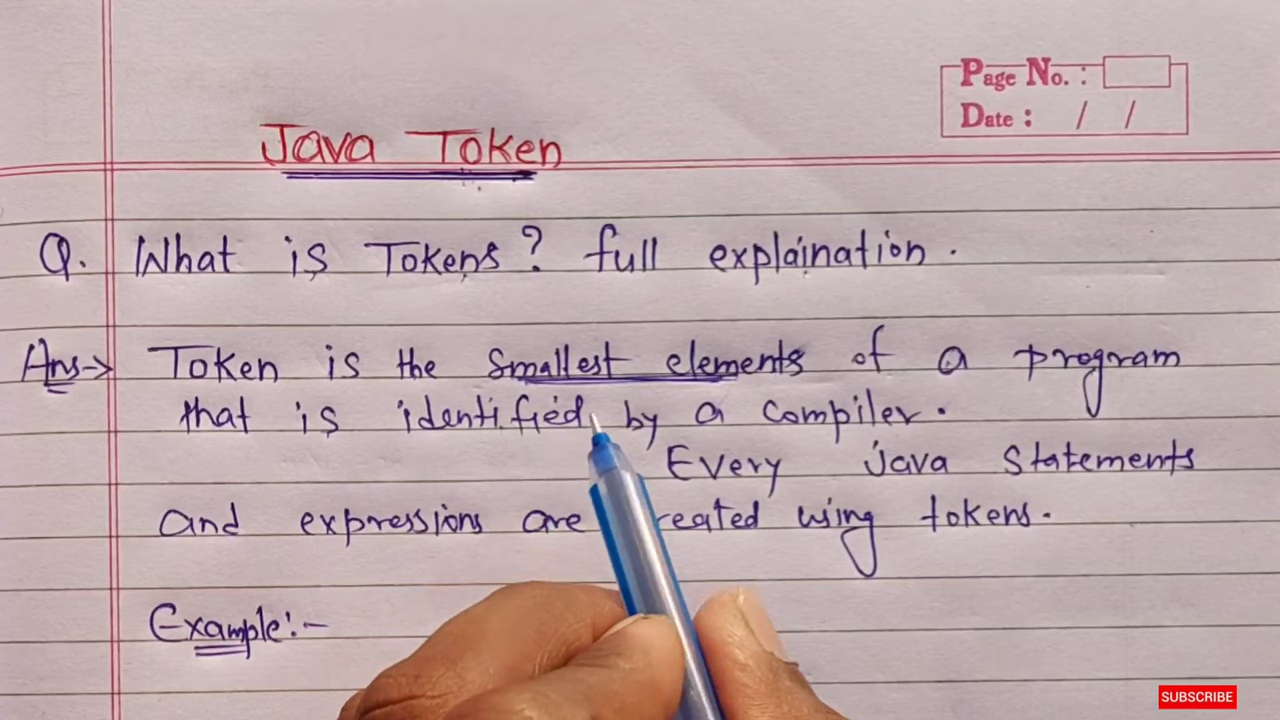 Page No. :
Date : / /
Java Token
Q. What is Tokens? full explaination.
Ans-> Token is the smallest elements of a program
that is identified by a compiler.
Every java statements
and expressions are reated using tokens.
Example:-
SUBSCRIBE